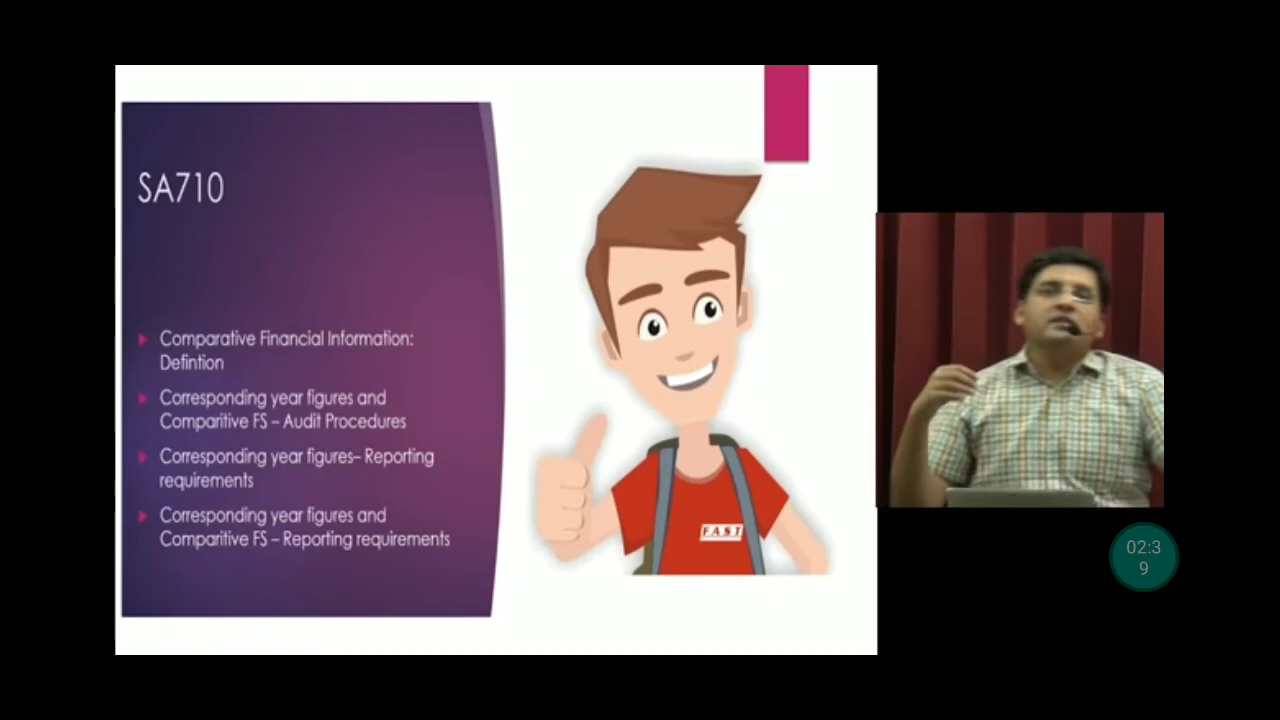 SA710
Comparative Financial Information:
Defintion
Corresponding year figures and
Comparitive FS – Audit Procedures
Corresponding year figures– Reporting
requirements
Corresponding year figures and
Comparitive FS – Reporting requirements
FAST
02:3
9